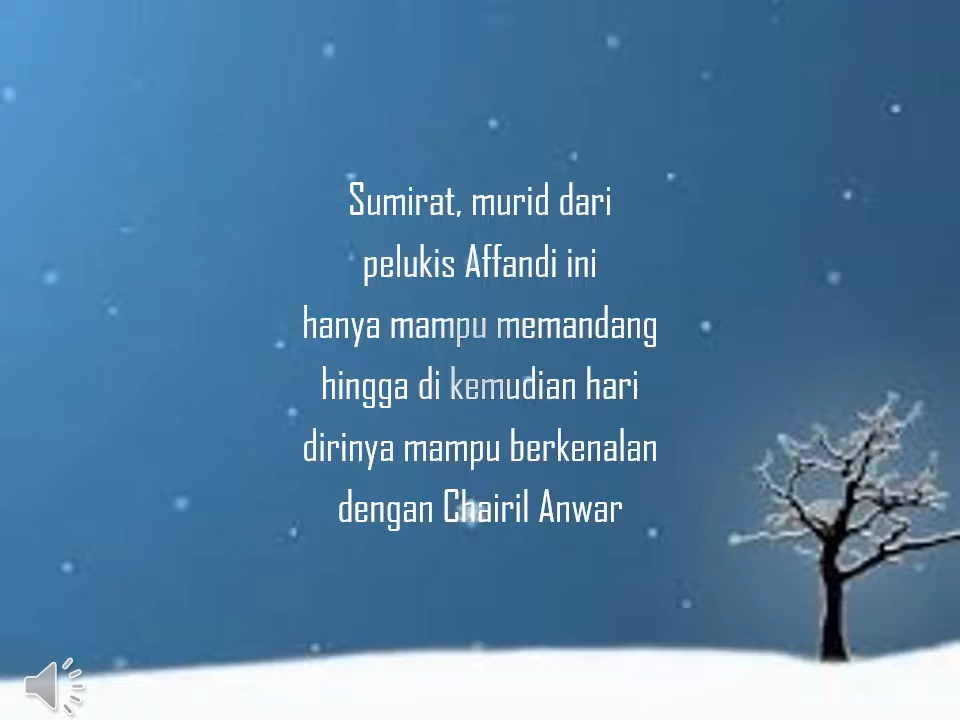 Sumirat, murid dari
pelukis Affandi ini
hanya mampu memandang
hingga di kemudian hari
dirinya mampu berkenalan
dengan Chairil Anwar